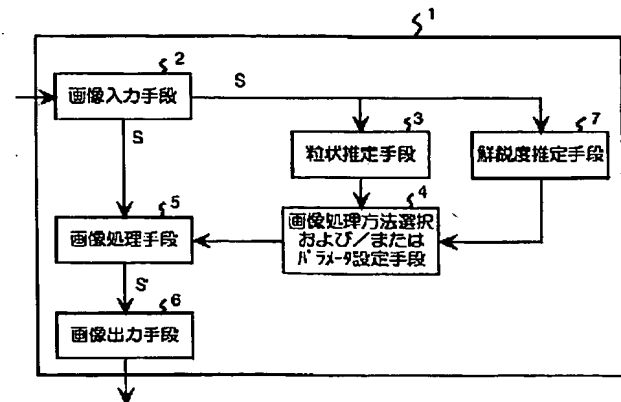 1
2
画像入力手段
S
S
3
粒状推定手段
7
鮮鋭度推定手段
4
画像処理方法選択
および/または
パラメータ設定手段
5
画像処理手段
S'
6
画像出力手段